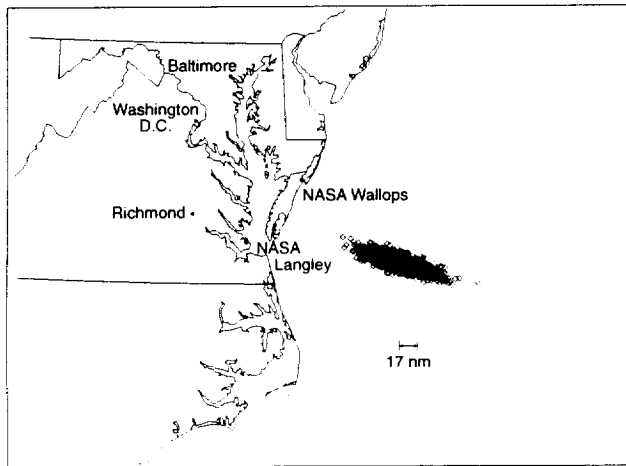 Baltimore
Washington
D.C.
NASA Wallops
Richmond
NASA
Langley
17 nm